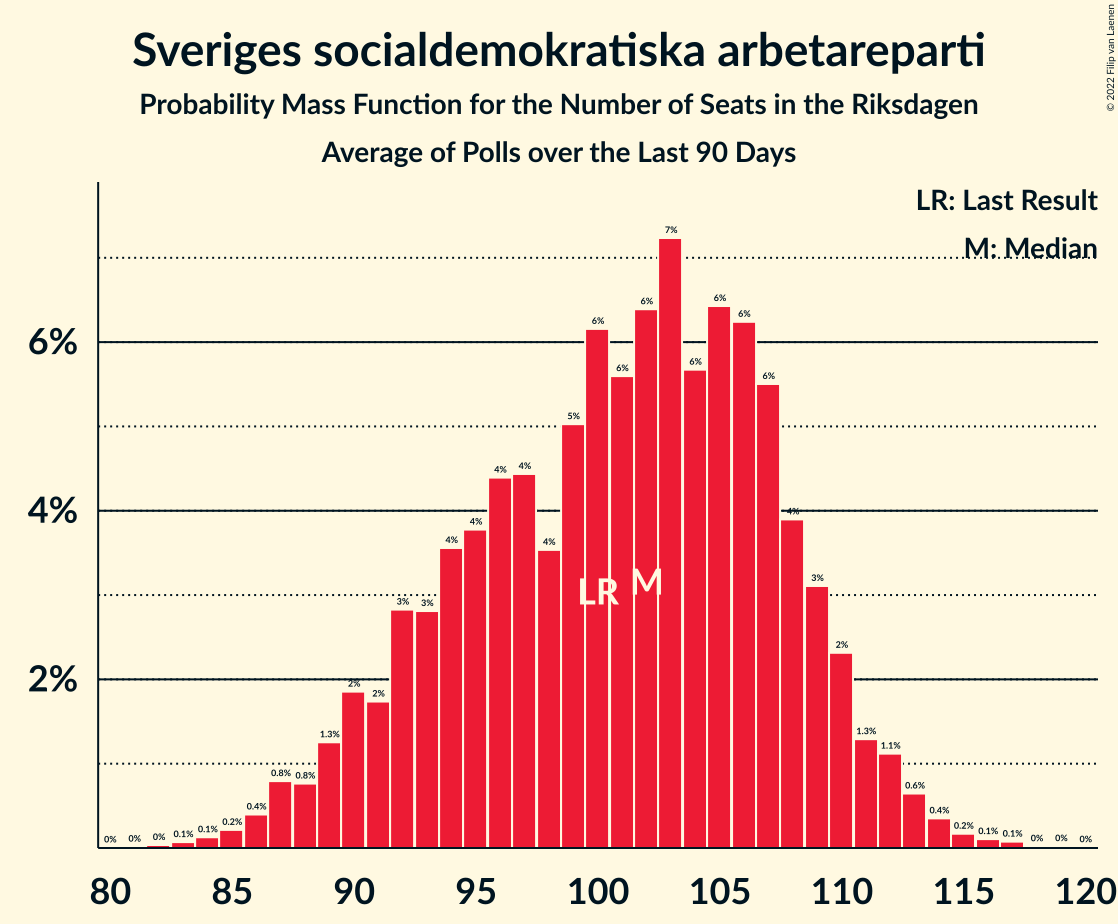 Sveriges socialdemokratiska arbetareparti
Probability Mass Function for the Number of Seats in the Riksdagen
Average of Polls over the Last 90 Days
© 2022 Filip van Laenen
LR: Last Result
M: Median
6%
4%
2%
0% 0% 0% 0.1% 0.1% 0.2% 0.4% 0.8% 0.8% 1.3% 2% 2% 3% 3% 4% 4% 4% 4% 4% 5% 6% 6% 6% 7% 6% 6% 6% 6% 4% 3% 2% 1.3% 1.1% 0.6% 0.4% 0.2% 0.1% 0.1% 0% 0% 0%
LR M
80 85 90 95 100 105 110 115 120